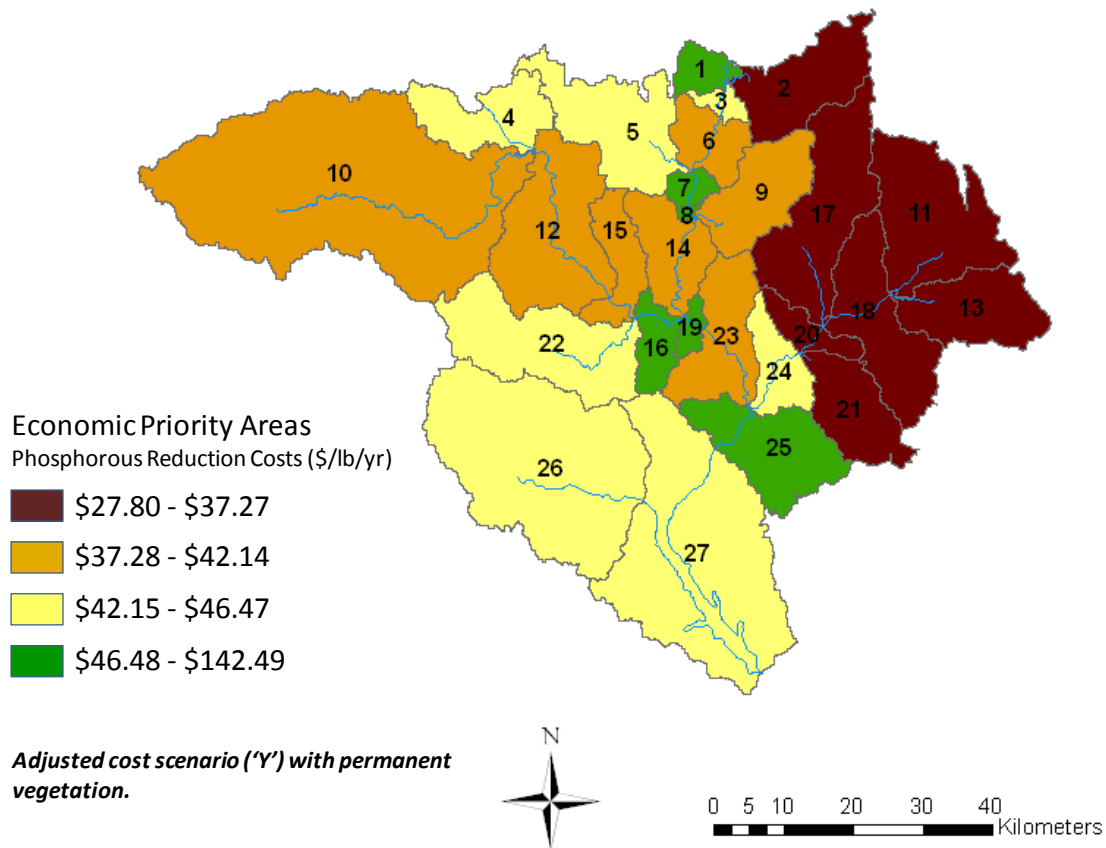 1
2
3
4
5
6
7
8
9
10
11
12
13
14
15
16
17
18
19
20
21
22
23
24
25
26
27
Economic Priority Areas
Phosphorous Reduction Costs ($/lb/yr)
$27.80 - $37.27
$37.28 - $42.14
$42.15 - $46.47
$46.48 - $142.49
Adjusted cost scenario (‘Y’) with permanent
vegetation.
N
0 5 10 20 30 40
Kilometers